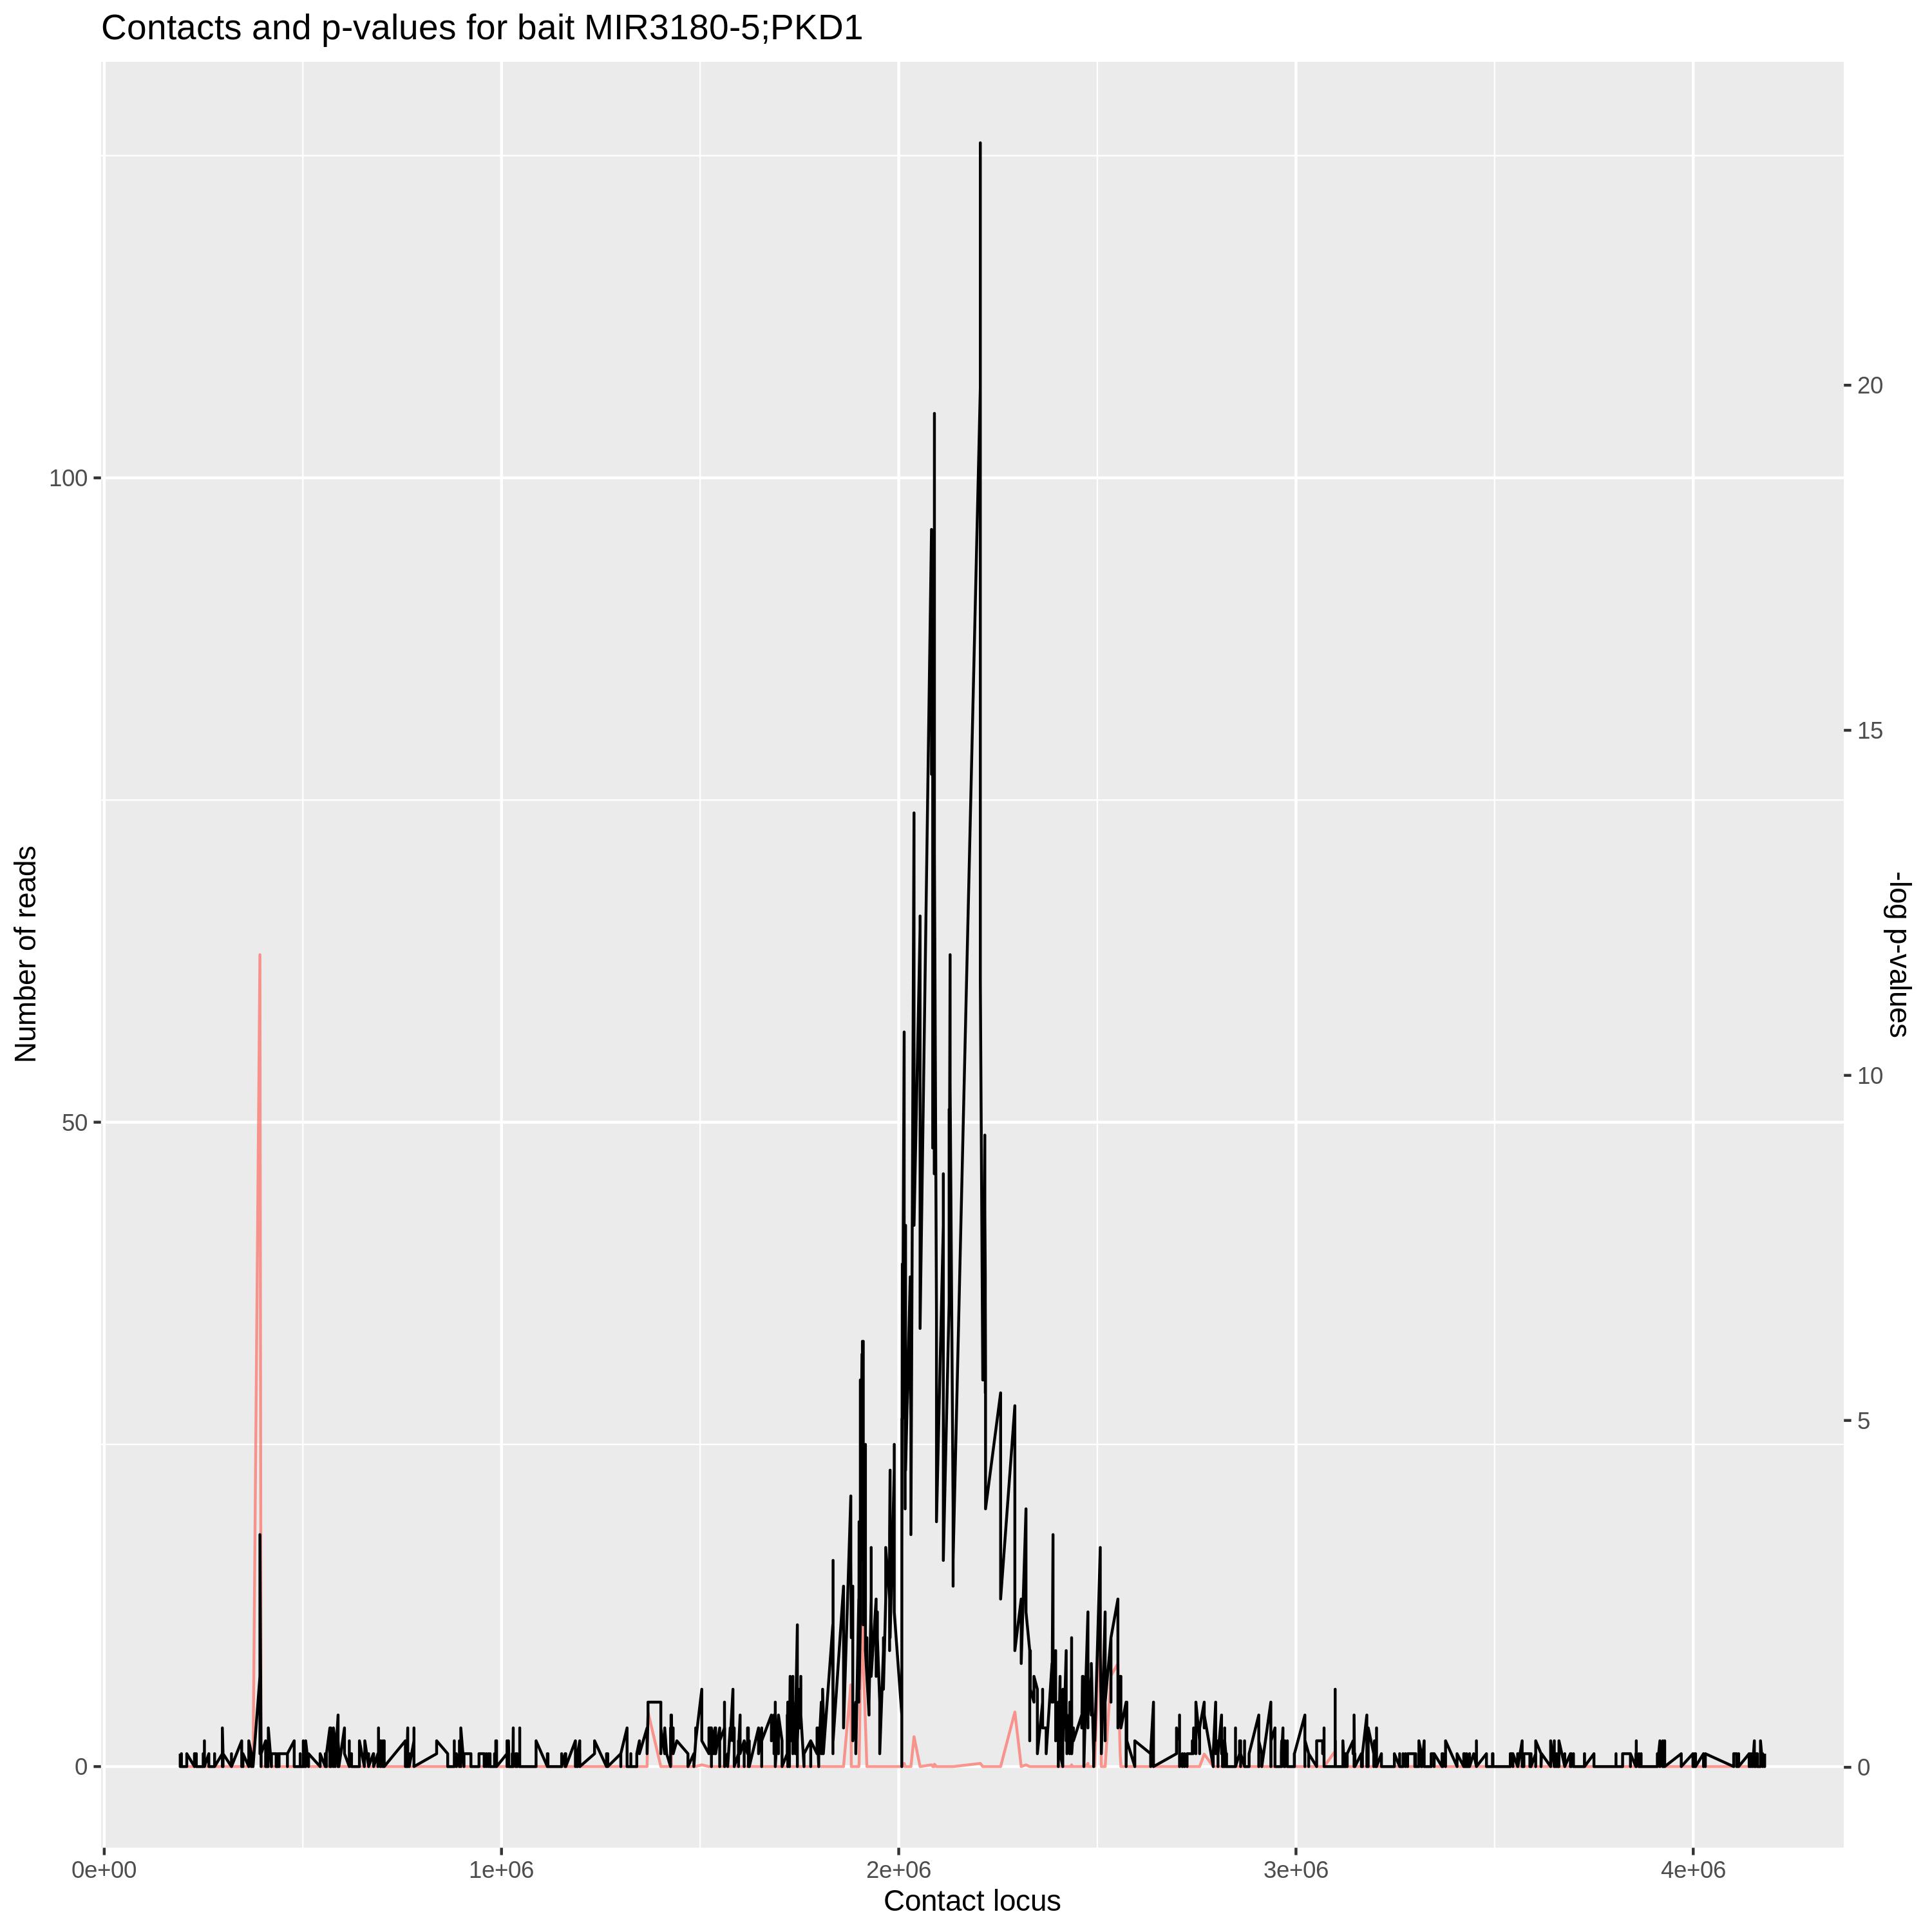 Contacts and p-values for bait MIR3180-5;PKD1
Number of reads
100
50
0
20
15
10
5
0
-log p-values
0e+00 1e+06 2e+06 3e+06 4e+06
Contact locus